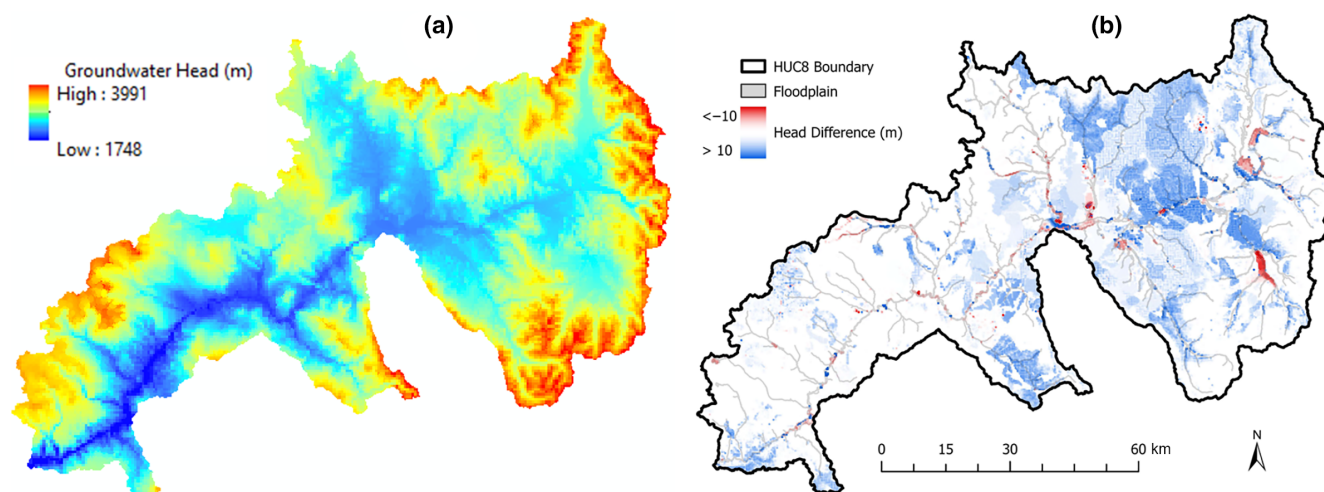 (a)
Groundwater Head (m)
High : 3991
Low : 1748
(b)
HUC8 Boundary
Floodplain
<−10
Head Difference (m)
> 10
0 15 30 60 km
N